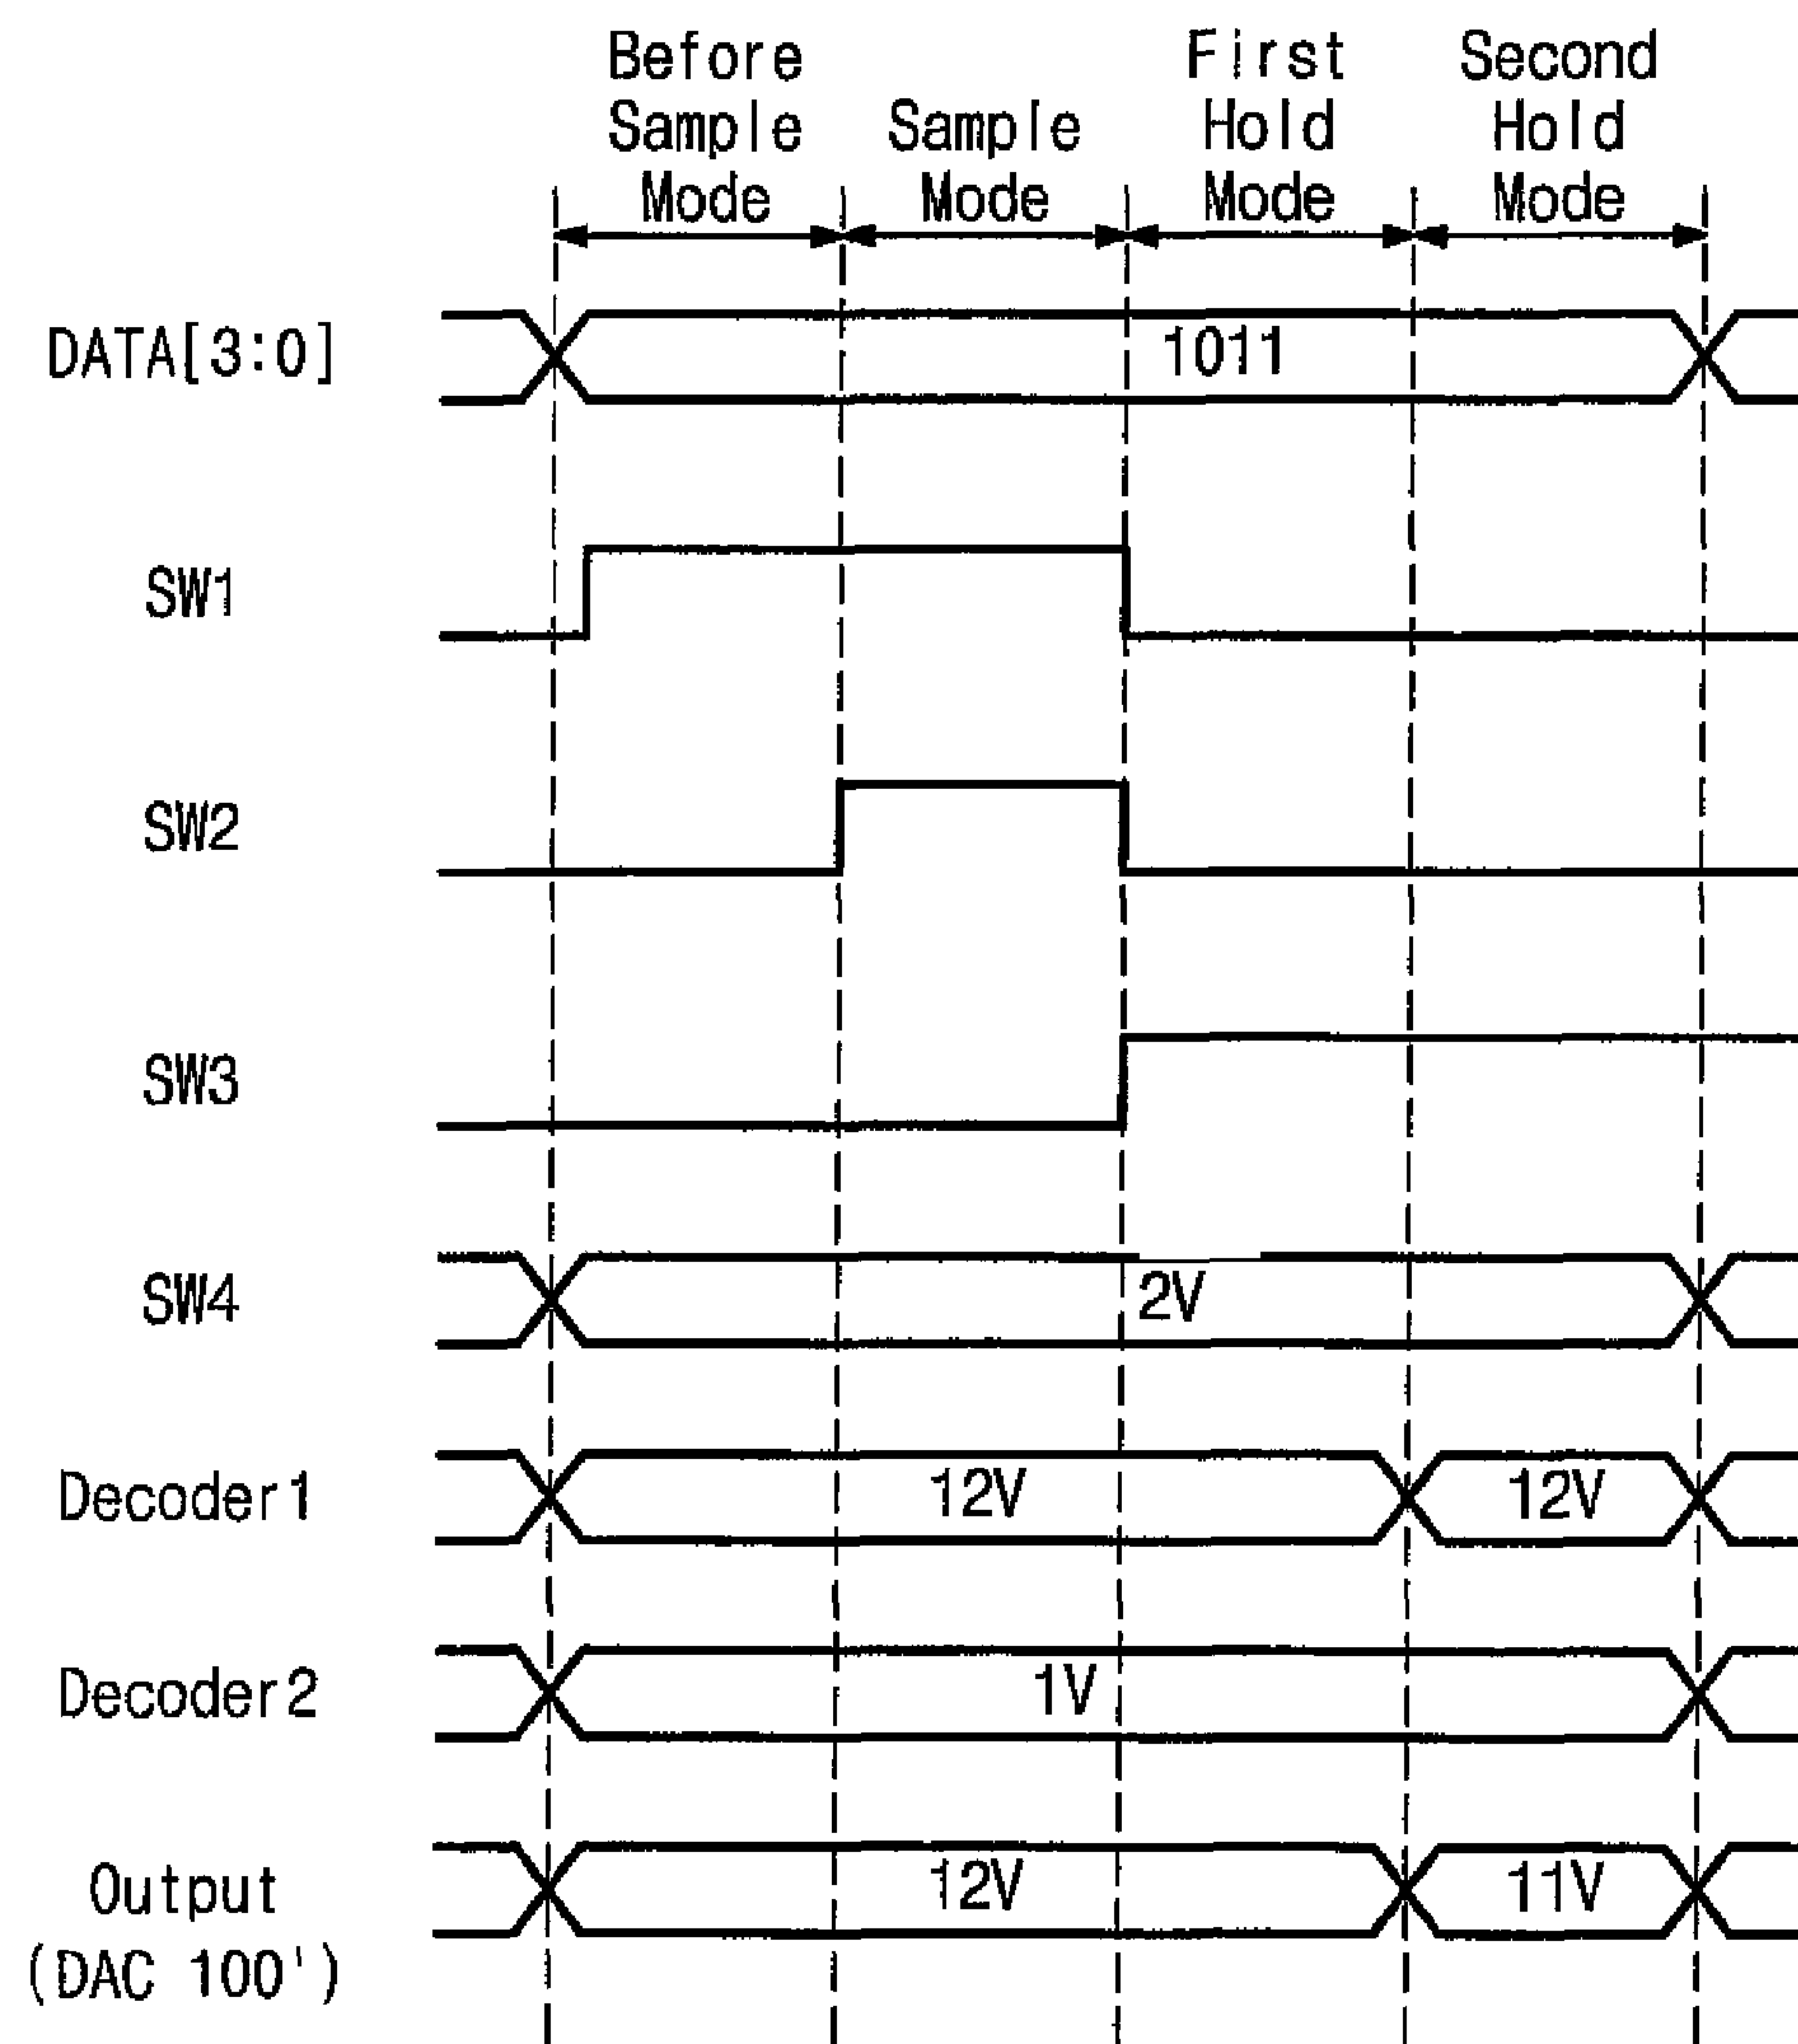 Before
Sample
Mode
Sample
Mode
First
Hold
Mode
Second
Hold
Mode
DATA[3:0]
1011
SW1
SW2
SW3
SW4
2V
Decoder1
12V
12V
Decoder2
1V
Output
(DAC 100')
12V
11V